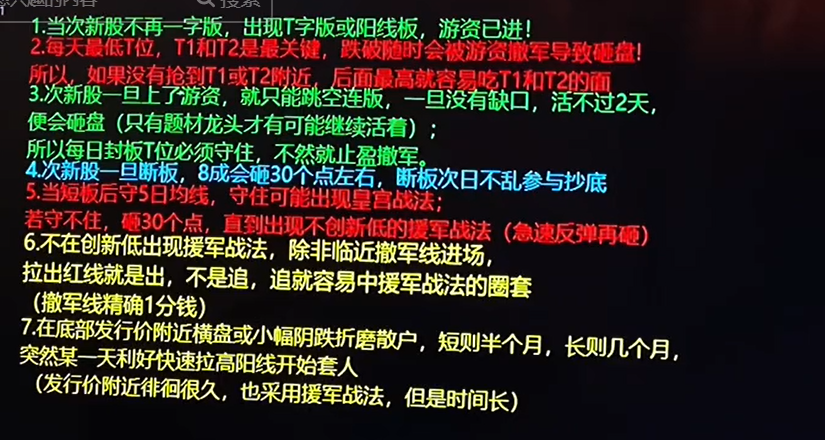 搜索
1.当次新股不再一字版，出现T字版或阳线板，游资已进！
2.每天最低T位，T1和T2是最关键，跌破随时会被游资撤军导致砸盘！
所以，如果没有抢到T1或T2附近，后面最高就容易吃T1和T2的面
3.次新股一旦上了游资，就只能跳空连版，一旦没有缺口，活不过2天，
便会砸盘（只有题材龙头才有可能继续活着）；
所以每日封板T位必须守住，不然就止盈撤军。
4.次新股一旦断板，8成会砸30个点左右，断板次日不乱参与抄底
5.当短板后守5日均线，守住可能出现皇宫战法；
若守不住，砸30个点，直到出现不创新低的援军战法（急速反弹再砸）
6.不在创新低出现援军战法，除非临近撤军线进场，
拉出红线就是出，不是追，追就容易中援军战法的圈套
（撤军线精确1分钱）
7.在底部发行价附近横盘或小幅阴跌折磨散户，短则半个月，长则几个月，
突然某一天利好快速拉高阳线开始套人
（发行价附近徘徊很久，也采用援军战法，但是时间长）